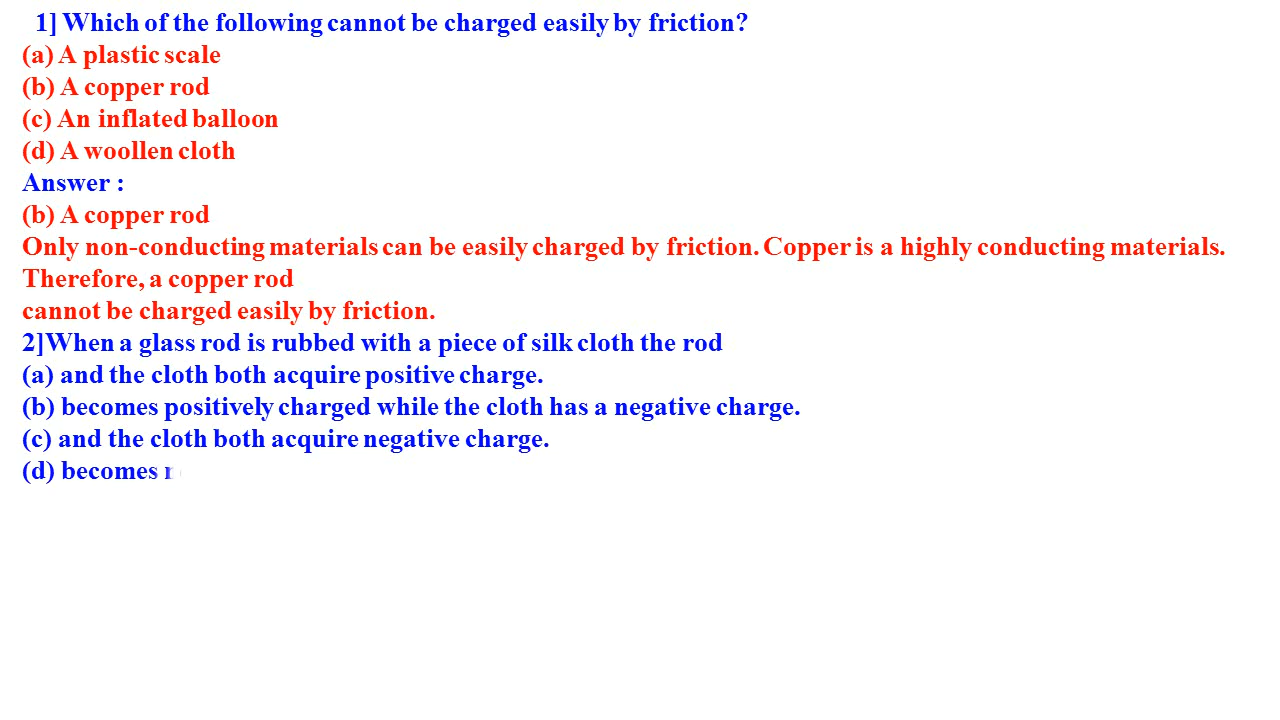 1] Which of the following cannot be charged easily by friction?
(a) A plastic scale
(b) A copper rod
(c) An inflated balloon
(d) A woollen cloth
Answer :
(b) A copper rod
Only non-conducting materials can be easily charged by friction. Copper is a highly conducting materials.
Therefore, a copper rod
cannot be charged easily by friction.
2]When a glass rod is rubbed with a piece of silk cloth the rod
(a) and the cloth both acquire positive charge.
(b) becomes positively charged while the cloth has a negative charge.
(c) and the cloth both acquire negative charge.
(d) becomes